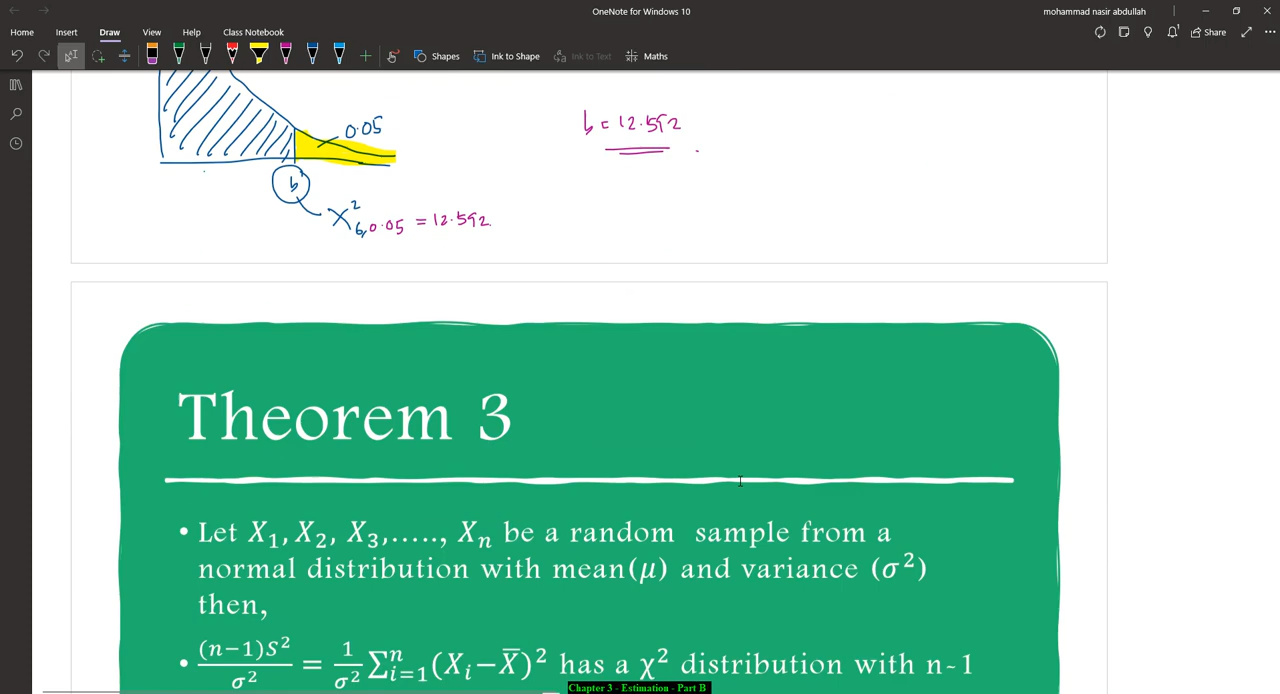 OneNote for Windows 10
mohammad nasir abdullah
Home Insert Draw View Help Class Notebook
Share
Shapes Ink to Shape Ink to Text Maths
0.05
b = 12.592
b
X²6,0.05 = 12.592
Theorem 3
• Let X₁, X₂, X₃,....., Xₙ be a random sample from a
normal distribution with mean(μ) and variance (σ²)
then,
• (n−1)S²/σ² = 1/σ² ∑ⁿᵢ₌₁(Xᵢ−X̄)² has a χ² distribution with n-1
Chapter 3 - Estimation - Part B